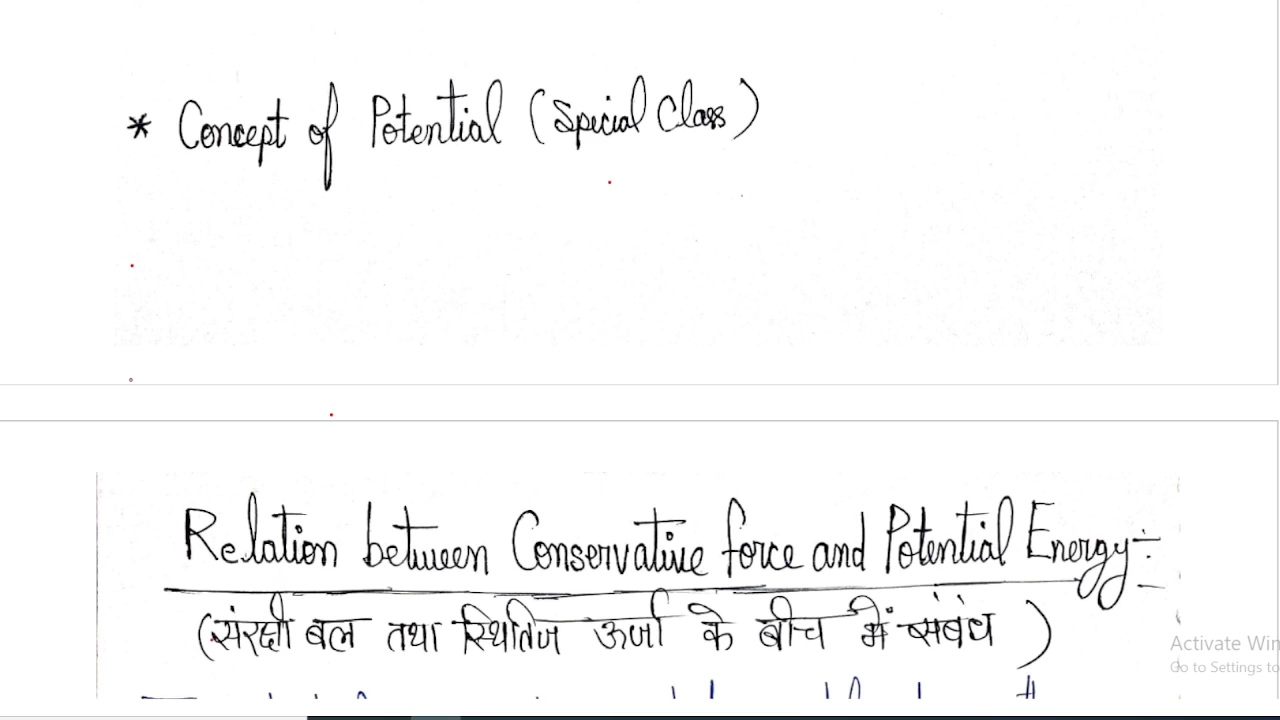 * Concept of Potential (Special Class)
Relation between Conservative force and Potential Energy÷
(संरक्षी बल तथा स्थितिज ऊर्जा के बीच में संबंध)
Activate Win
Go to Settings to